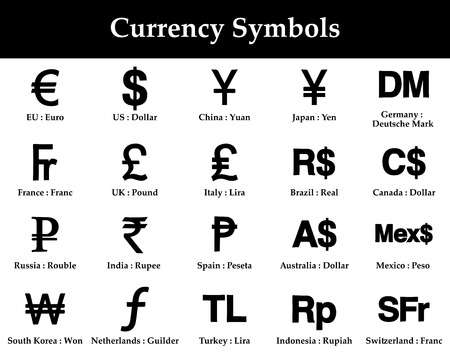 Currency Symbols
€ $ Ұ ¥ DM
EU : Euro US : Dollar China : Yuan Japan : Yen Germany :
Deutsche Mark
₣r £ ₤ R$ C$
France : Franc UK : Pound Italy : Lira Brazil : Real Canada : Dollar
₽ ₹ ₱ A$ Mex$
Russia : Rouble India : Rupee Spain : Peseta Australia : Dollar Mexico : Peso
₩ ƒ TL Rp SFr
South Korea : Won Netherlands : Guilder Turkey : Lira Indonesia : Rupiah Switzerland : Franc